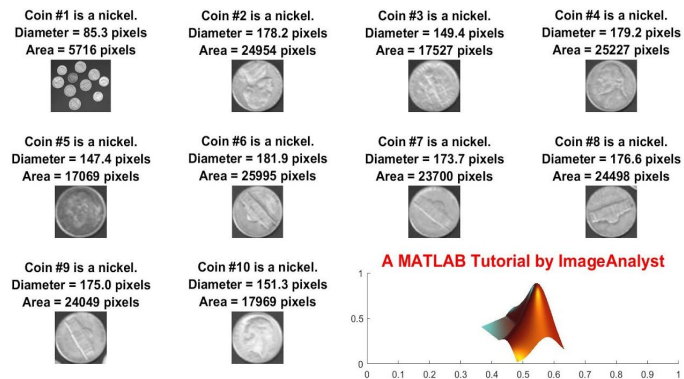 Coin #1 is a nickel.
Diameter = 85.3 pixels
Area = 5716 pixels
Coin #2 is a nickel.
Diameter = 178.2 pixels
Area = 24954 pixels
Coin #3 is a nickel.
Diameter = 149.4 pixels
Area = 17527 pixels
Coin #4 is a nickel.
Diameter = 179.2 pixels
Area = 25227 pixels
Coin #5 is a nickel.
Diameter = 147.4 pixels
Area = 17069 pixels
Coin #6 is a nickel.
Diameter = 181.9 pixels
Area = 25995 pixels
Coin #7 is a nickel.
Diameter = 173.7 pixels
Area = 23700 pixels
Coin #8 is a nickel.
Diameter = 176.6 pixels
Area = 24498 pixels
Coin #9 is a nickel.
Diameter = 175.0 pixels
Area = 24049 pixels
Coin #10 is a nickel.
Diameter = 151.3 pixels
Area = 17969 pixels
A MATLAB Tutorial by ImageAnalyst
1
0.5
0
0 0.1 0.2 0.3 0.4 0.5 0.6 0.7 0.8 0.9 1